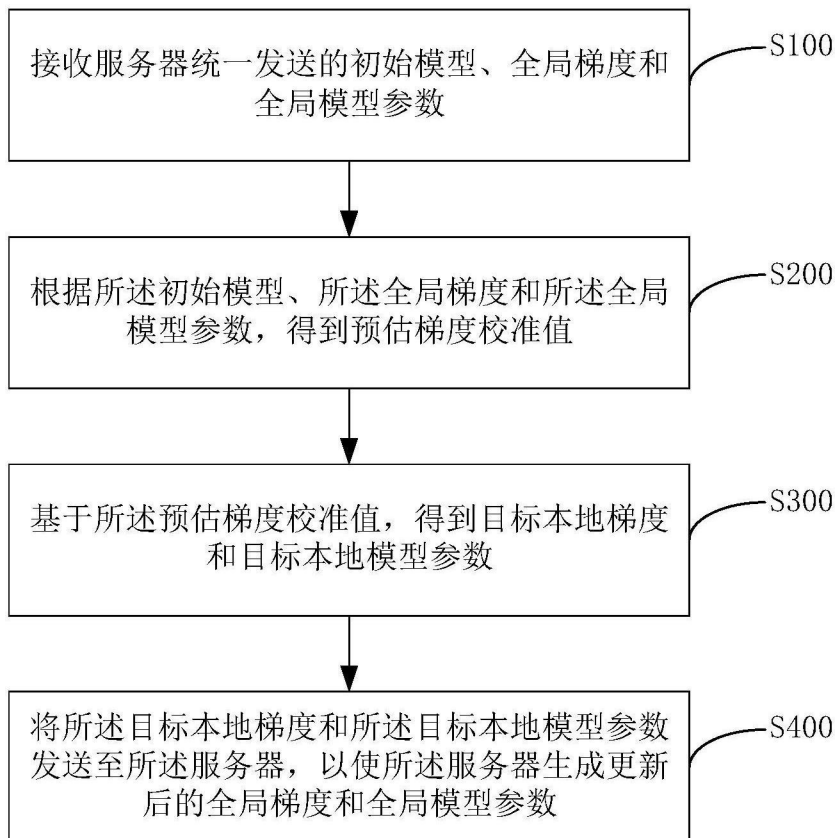 接收服务器统一发送的初始模型、全局梯度和
全局模型参数
S100
根据所述初始模型、所述全局梯度和所述全局
模型参数，得到预估梯度校准值
S200
基于所述预估梯度校准值，得到目标本地梯度
和目标本地模型参数
S300
将所述目标本地梯度和所述目标本地模型参数
发送至所述服务器，以使所述服务器生成更新
后的全局梯度和全局模型参数
S400